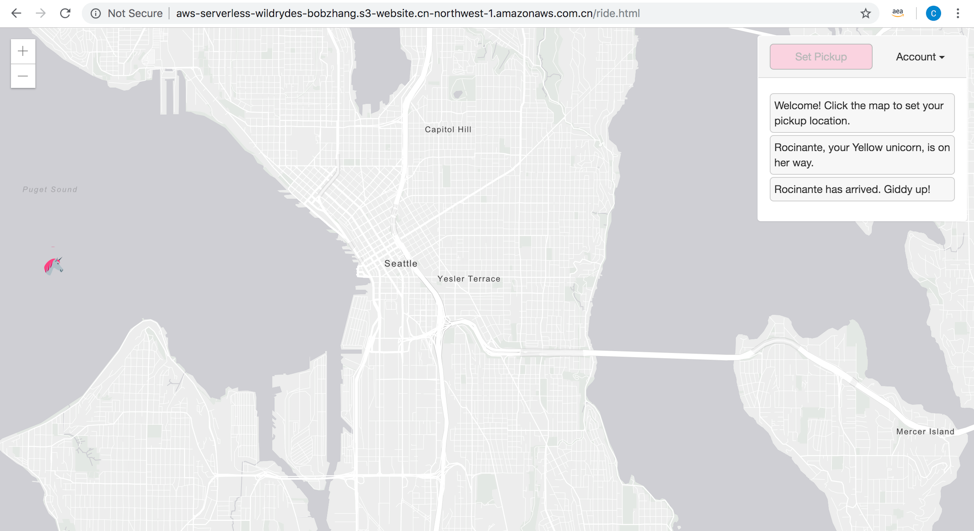 Not Secure
aws-serverless-wildrydes-bobzhang.s3-website.cn-northwest-1.amazonaws.com.cn/ride.html
aea
C
+
−
Set Pickup
Account
Welcome! Click the map to set your
pickup location.
Rocinante, your Yellow unicorn, is on
her way.
Rocinante has arrived. Giddy up!
Capitol Hill
Puget Sound
Seattle
Yesler Terrace
Mercer Island